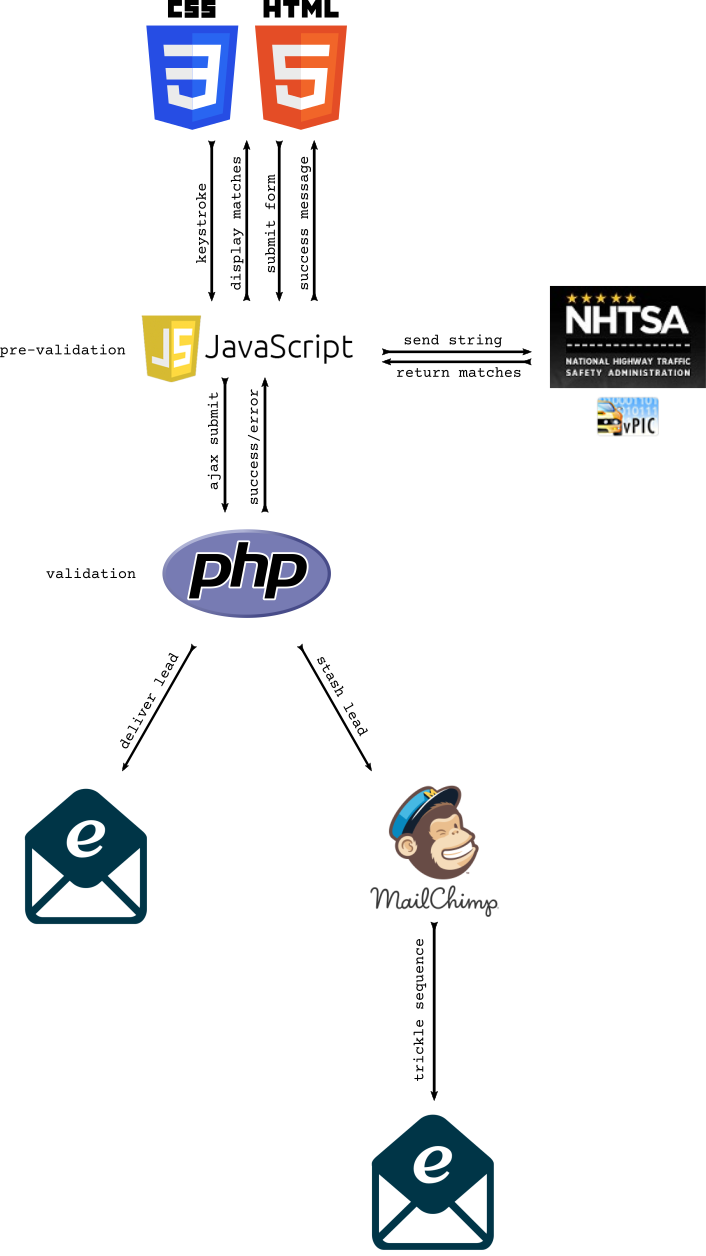 CSS
HTML
3
5
keystroke
display matches
submit form
success message
pre-validation
JS
JavaScript
send string
return matches
NHTSA
NATIONAL HIGHWAY TRAFFIC
SAFETY ADMINISTRATION
vPIC
ajax submit
success/error
validation
php
deliver lead
stash lead
e
M
MailChimp
trickle sequence
e